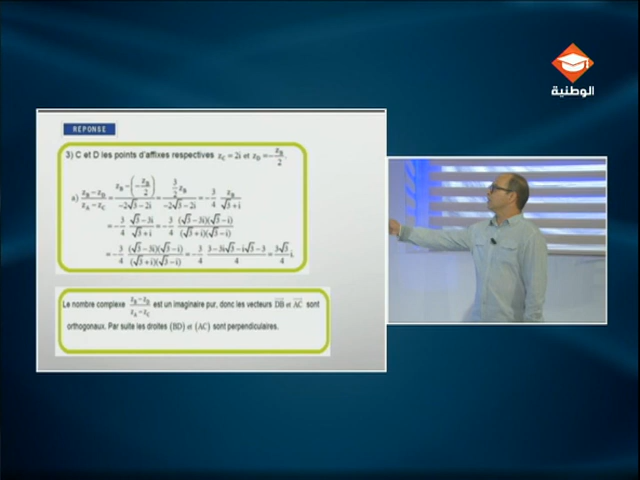 الوطنية
RÉPONSE
3) C et D les points d'affixes respectives z_C = 2i et z_D = -z_B/2.
a) (z_B - z_D)/(z_A - z_C) = (z_B - (-z_B/2))/(-2√3 - 2i) = (3/2 z_B)/(-2√3 - 2i) = -3/4 z_B/(√3 + i)
= -3/4 (√3 - 3i)/(√3 + i) = -3/4 ((√3 - 3i)(√3 - i))/((√3 + i)(√3 - i))
= -3/4 ((√3 - 3i)(√3 - i))/((√3 + i)(√3 - i)) = -3/4 (3 - 3i√3 - i√3 - 3)/4 = 3√3/4 i.
Le nombre complexe (z_B - z_D)/(z_A - z_C) est un imaginaire pur, donc les vecteurs DB et AC sont
orthogonaux. Par suite les droites (BD) et (AC) sont perpendiculaires.